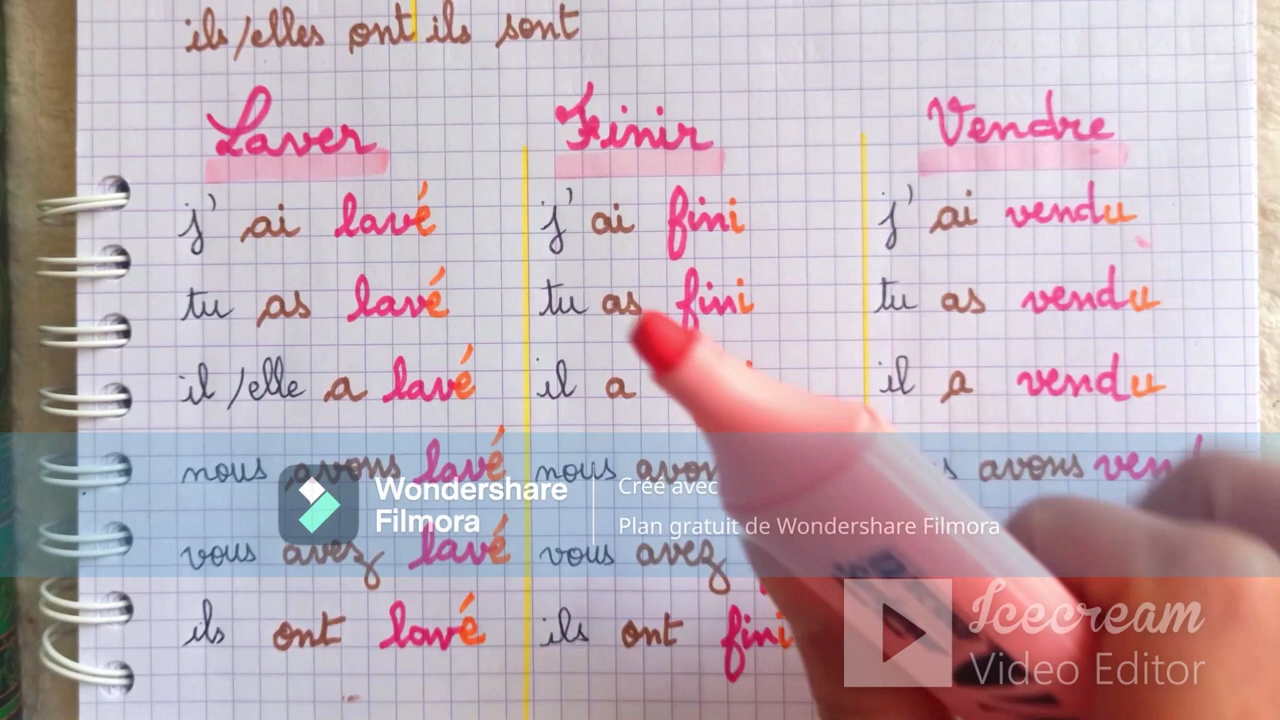 ils/elles ont ils sont
Laver Finir Vendre
j'ai lavé j'ai fini j'ai vendu
tu as lavé tu as fini tu as vendu
il/elle a lavé il a il a vendu
nous avons lavé nous avons vend
vous avez lavé vous avez
ils ont lavé ils ont fini
Wondershare
Filmora
Créé avec
Plan gratuit de Wondershare Filmora
Icecream
Video Editor